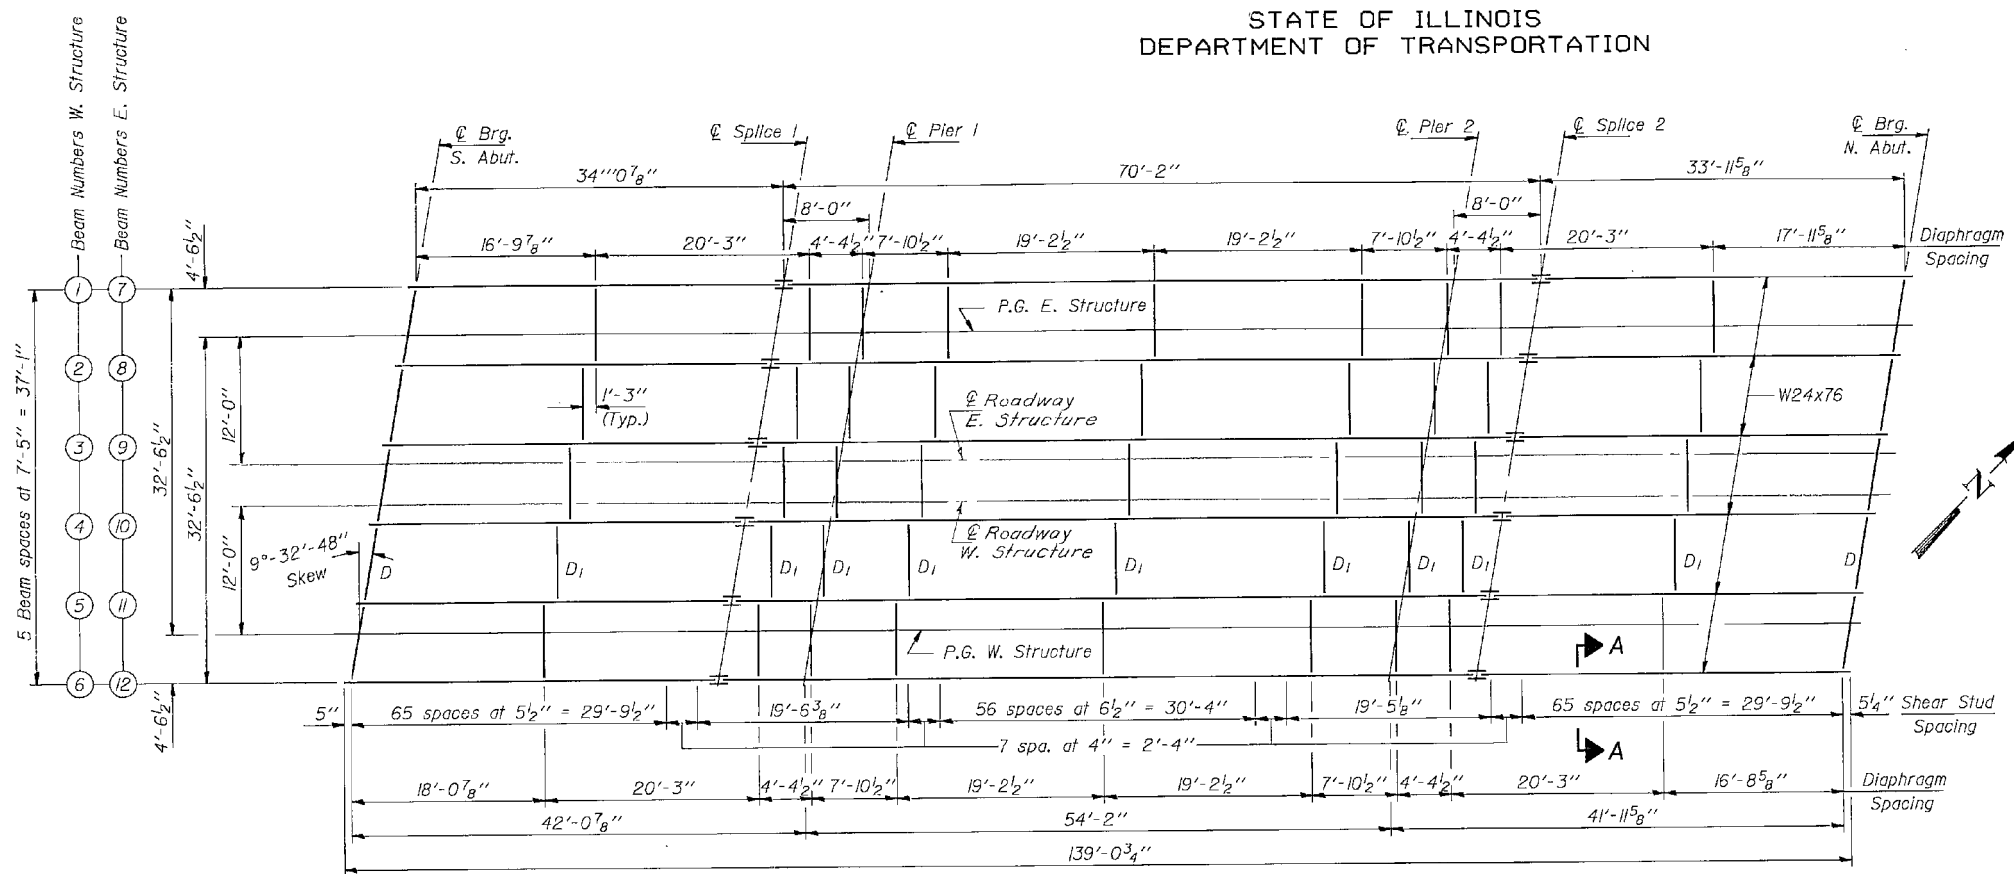 STATE OF ILLINOIS
DEPARTMENT OF TRANSPORTATION
Beam Numbers W. Structure
Beam Numbers E. Structure
℄ Brg.
S. Abut.
℄ Splice 1
℄ Pier 1
℄ Pier 2
℄ Splice 2
℄ Brg.
N. Abut.
34'''0⅞"
70'-2"
33'-11⅝"
8'-0"
8'-0"
4'-6½"
16'-9⅞"
20'-3"
4'-4½"
7'-10½"
19'-2½"
19'-2½"
7'-10½"
4'-4½"
20'-3"
17'-11⅝"
Diaphragm
Spacing
1
7
2
8
3
9
4
10
5
11
6
12
5 Beam spaces at 7'-5" = 37'-1"
32'-6½"
32'-6½"
12'-0"
12'-0"
4'-6½"
P.G. E. Structure
1'-3"
(Typ.)
℄ Roadway
E. Structure
W24x76
N
℄ Roadway
W. Structure
9°-32'-48"
Skew
D
D1
D1
D1
D1
D1
D1
D1
D1
D1
D
P.G. W. Structure
A
A
5"
65 spaces at 5½" = 29'-9½"
19'-6⅜"
56 spaces at 6½" = 30'-4"
19'-5⅛"
65 spaces at 5½" = 29'-9½"
5¼"
Shear Stud
Spacing
7 spa. at 4" = 2'-4"
18'-0⅞"
20'-3"
4'-4½"
7'-10½"
19'-2½"
19'-2½"
7'-10½"
4'-4½"
20'-3"
16'-8⅝"
Diaphragm
Spacing
42'-0⅞"
54'-2"
41'-11⅝"
139'-0¾"